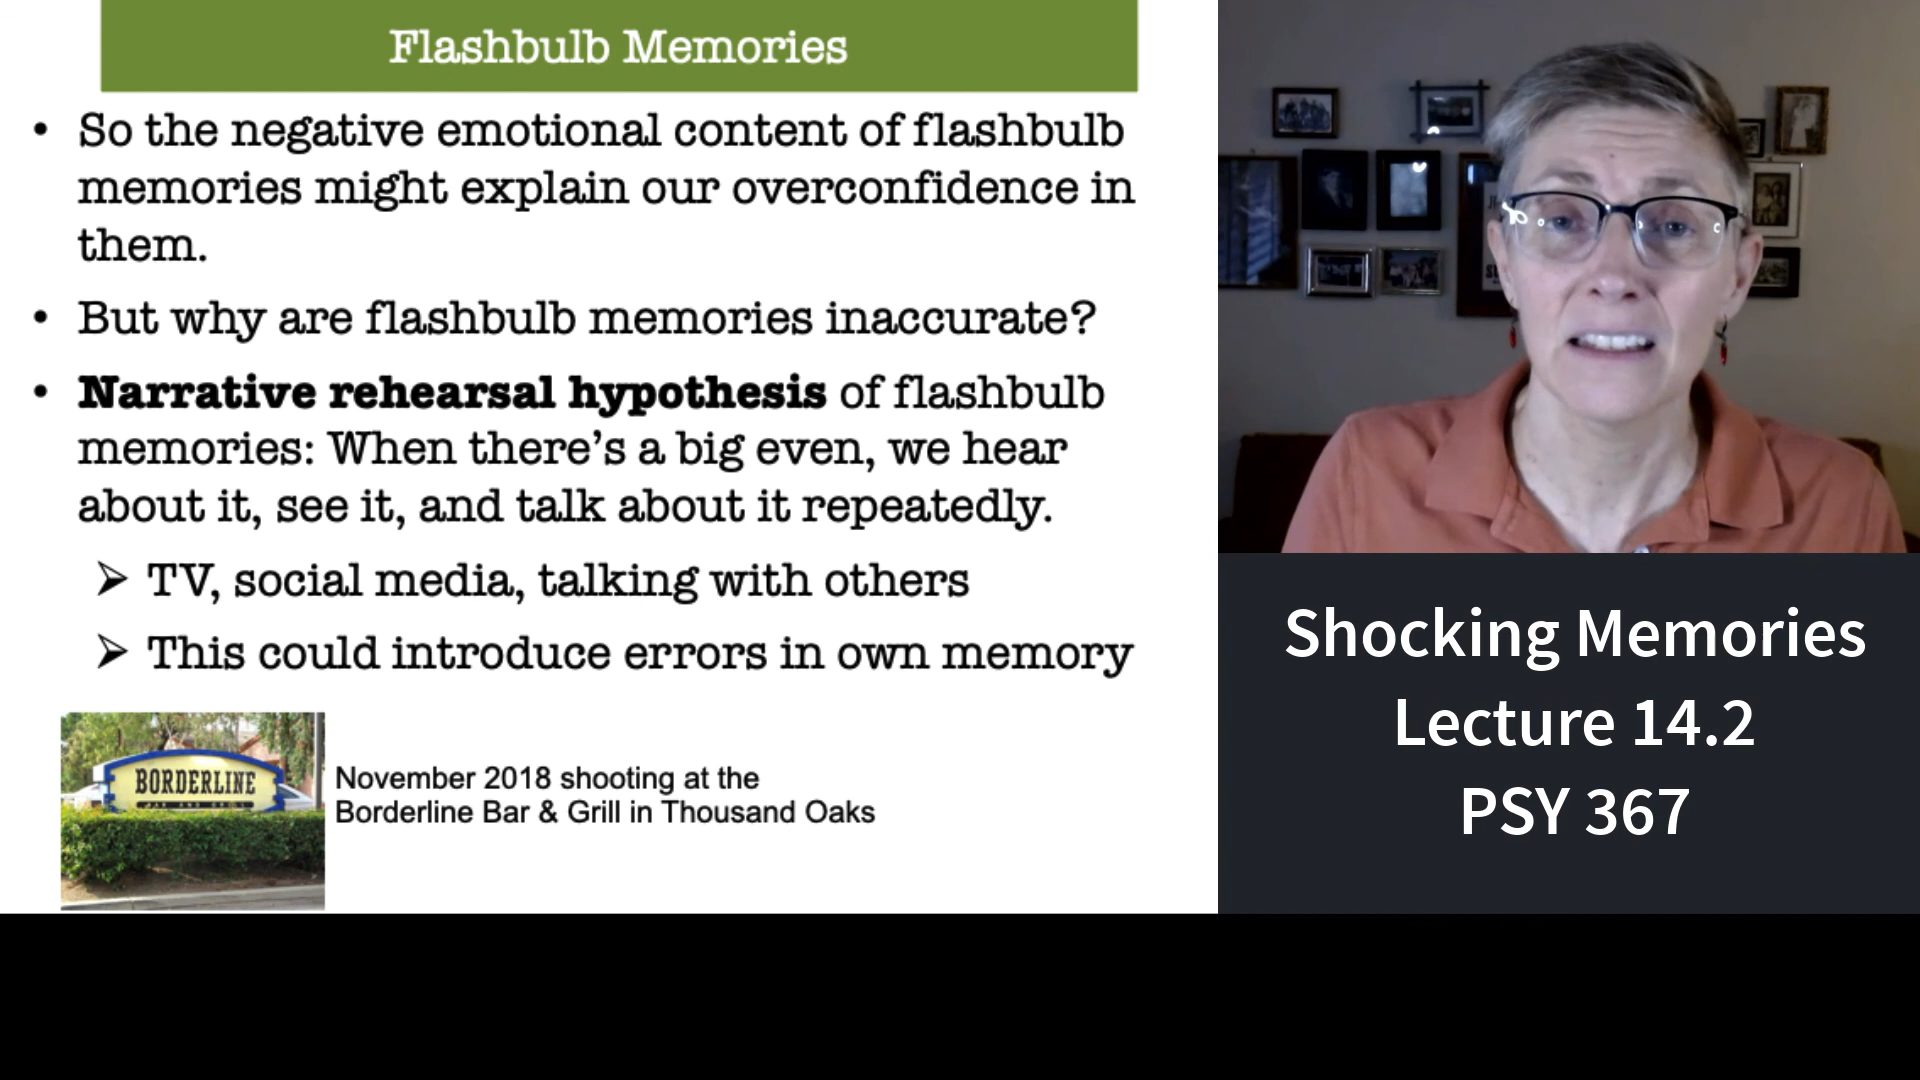 Flashbulb Memories
• So the negative emotional content of flashbulb
memories might explain our overconfidence in
them.
• But why are flashbulb memories inaccurate?
• Narrative rehearsal hypothesis of flashbulb
memories: When there's a big even, we hear
about it, see it, and talk about it repeatedly.
➢ TV, social media, talking with others
➢ This could introduce errors in own memory
BORDERLINE
BAR AND GRILL
November 2018 shooting at the
Borderline Bar & Grill in Thousand Oaks
Shocking Memories
Lecture 14.2
PSY 367